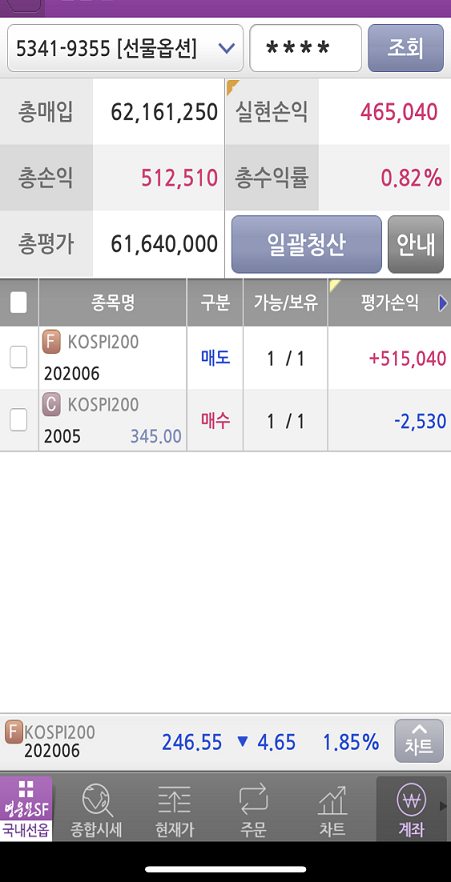 5341-9355 [선물옵션] **** 조회
총매입 62,161,250 실현손익 465,040
총손익 512,510 총수익률 0.82%
총평가 61,640,000 일괄청산 안내
종목명 구분 가능/보유 평가손익
F KOSPI200
202006 매도 1 / 1 +515,040
C KOSPI200
2005 345.00 매수 1 / 1 -2,530
F KOSPI200
202006 246.55 ▼ 4.65 1.85% 차트
영웅문SF
국내선옵 종합시세 현재가 주문 차트 계좌